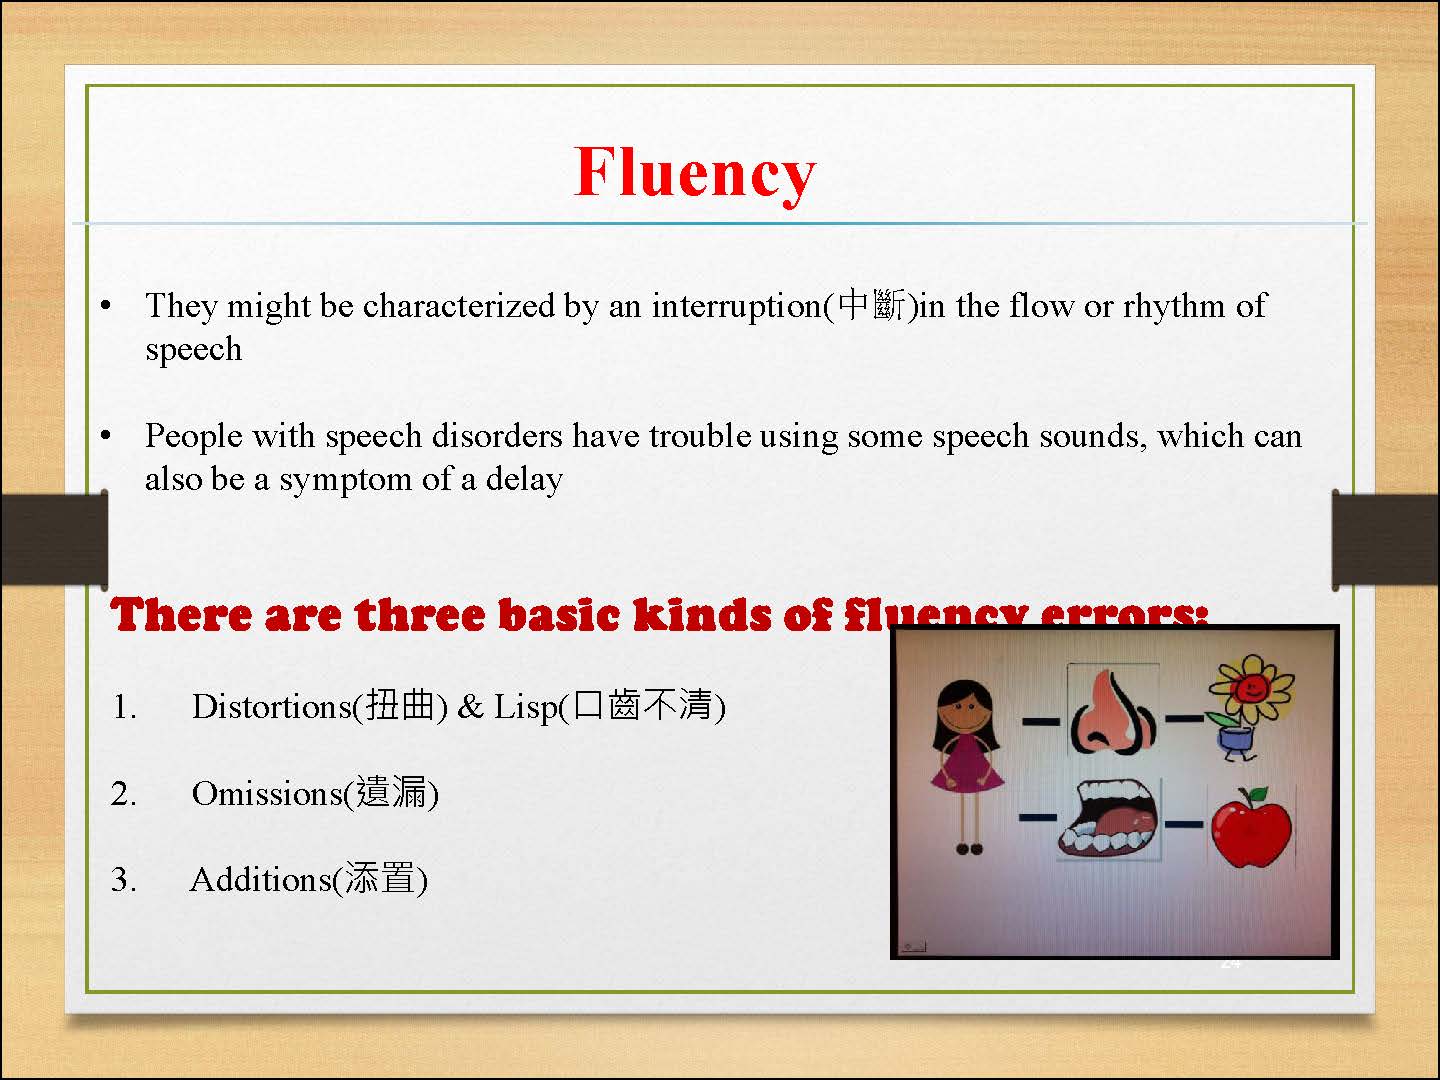 Fluency
• They might be characterized by an interruption(中斷)in the flow or rhythm of
speech
• People with speech disorders have trouble using some speech sounds, which can
also be a symptom of a delay
There are three basic kinds of fluency errors:
1. Distortions(扭曲) & Lisp(口齒不清)
2. Omissions(遺漏)
3. Additions(添置)
24